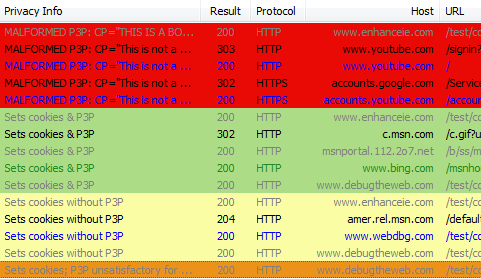 Privacy Info Result Protocol Host URL
MALFORMED P3P: CP="THIS IS A BO... 200 HTTP www.enhanceie.com /test/co
MALFORMED P3P: CP="This is not a ... 303 HTTP www.youtube.com /signin?
MALFORMED P3P: CP="This is not a ... 200 HTTP www.youtube.com /
MALFORMED P3P: CP="This is not a ... 302 HTTPS accounts.google.com /Service
MALFORMED P3P: CP="This is not a ... 200 HTTPS accounts.youtube.com /accou
Sets cookies & P3P 200 HTTP www.enhanceie.com /test/co
Sets cookies & P3P 302 HTTP c.msn.com /c.gif?u
Sets cookies & P3P 200 HTTP msnportal.112.2o7.net /b/ss/m
Sets cookies & P3P 200 HTTP www.bing.com /msnho
Sets cookies & P3P 200 HTTP www.debugtheweb.com /test/co
Sets cookies without P3P 200 HTTP www.enhanceie.com /test/co
Sets cookies without P3P 204 HTTP amer.rel.msn.com /default
Sets cookies without P3P 200 HTTP www.webdbg.com /test/co
Sets cookies without P3P 200 HTTP www.debugtheweb.com /test/co
Sets cookies; P3P unsatisfactory for ... 200 HTTP www.debugtheweb.com /test/co